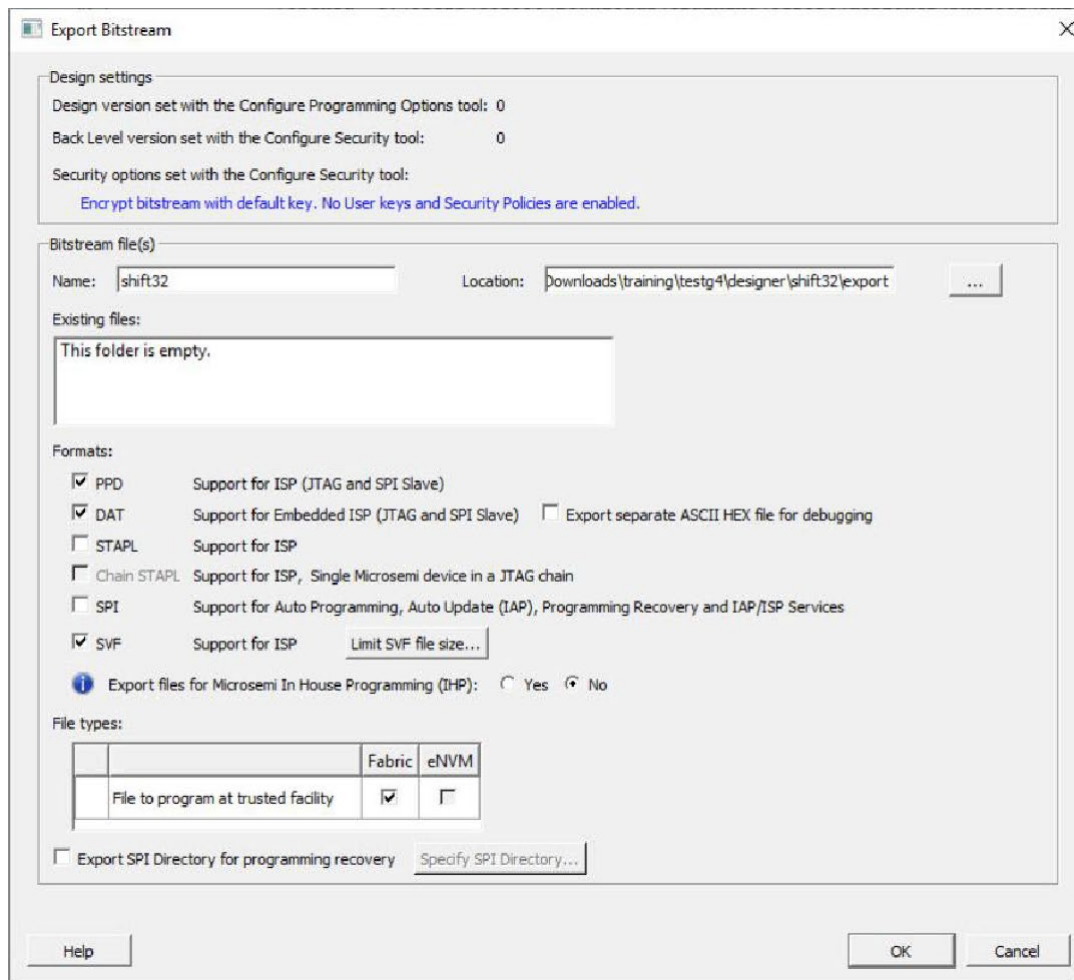 Export Bitstream
Design settings
Design version set with the Configure Programming Options tool: 0
Back Level version set with the Configure Security tool: 0
Security options set with the Configure Security tool:
Encrypt bitstream with default key. No User keys and Security Policies are enabled.
Bitstream file(s)
Name: shift32 Location: Downloads\training\testg4\designer\shift32\export ...
Existing files:
This folder is empty.
Formats:
PPD Support for ISP (JTAG and SPI Slave)
DAT Support for Embedded ISP (JTAG and SPI Slave) Export separate ASCII HEX file for debugging
STAPL Support for ISP
Chain STAPL Support for ISP, Single Microsemi device in a JTAG chain
SPI Support for Auto Programming, Auto Update (IAP), Programming Recovery and IAP/ISP Services
SVF Support for ISP Limit SVF file size...
Export files for Microsemi In House Programming (IHP): Yes No
File types:
Fabric eNVM
File to program at trusted facility
Export SPI Directory for programming recovery Specify SPI Directory...
Help OK Cancel